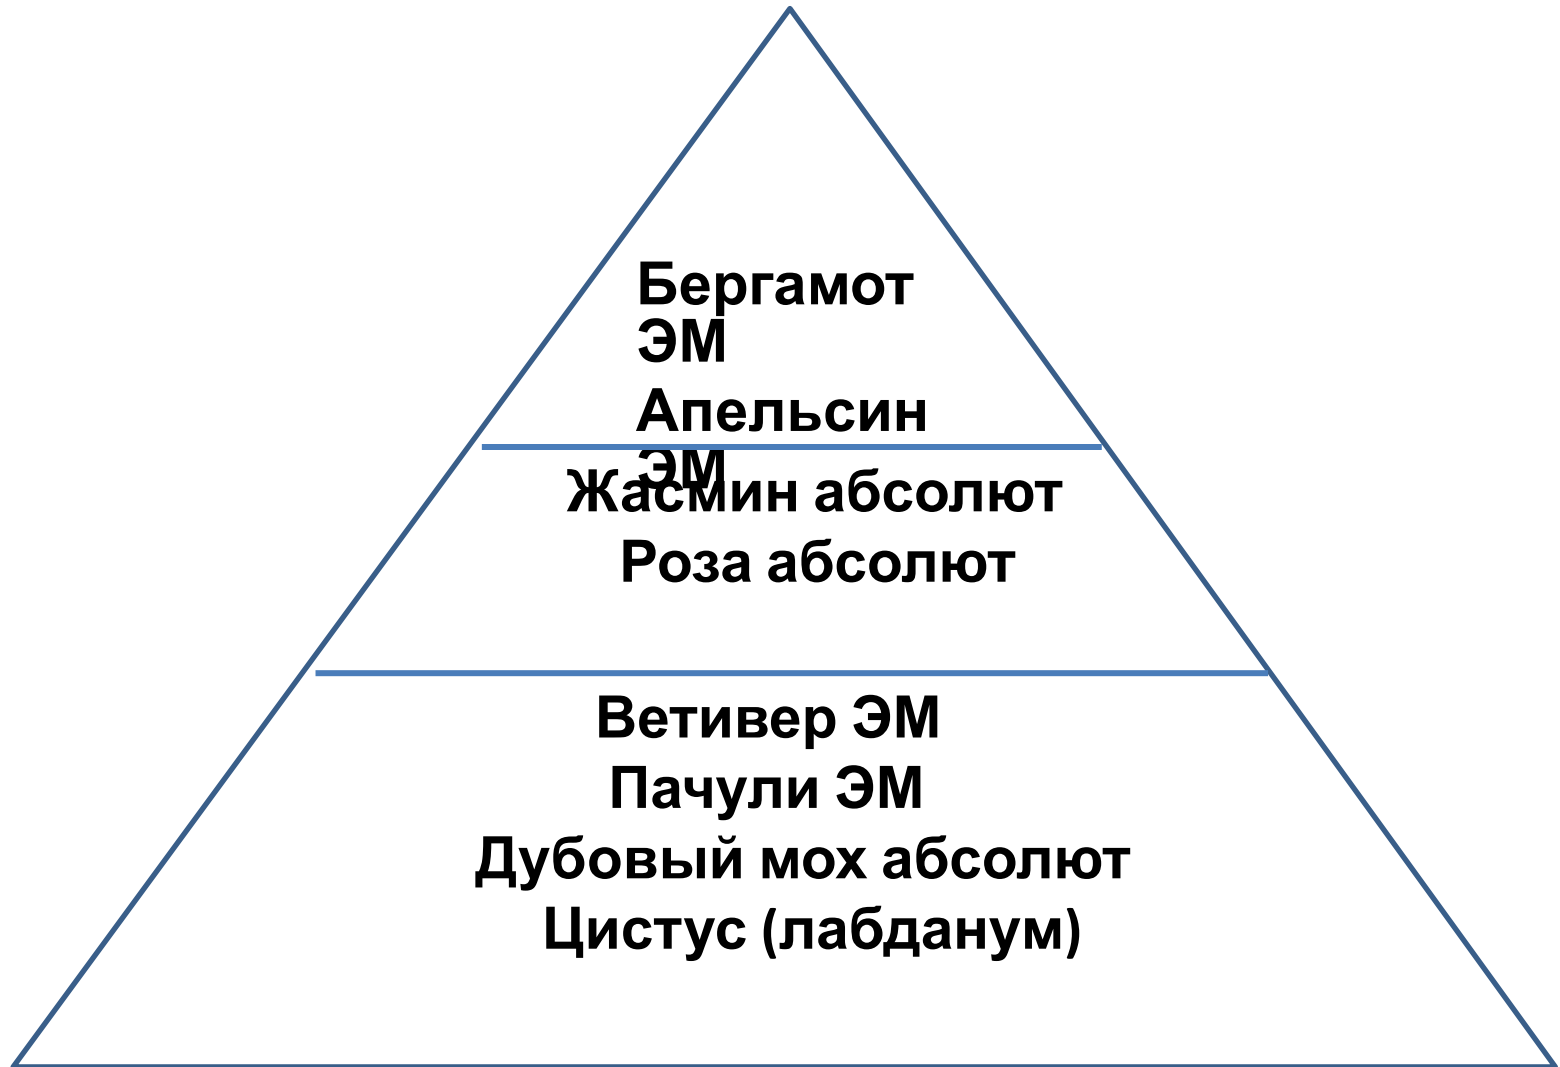 Бергамот
ЭМ
Апельсин
ЭМ
Жасмин абсолют
Роза абсолют
Ветивер ЭМ
Пачули ЭМ
Дубовый мох абсолют
Цистус (лабданум)